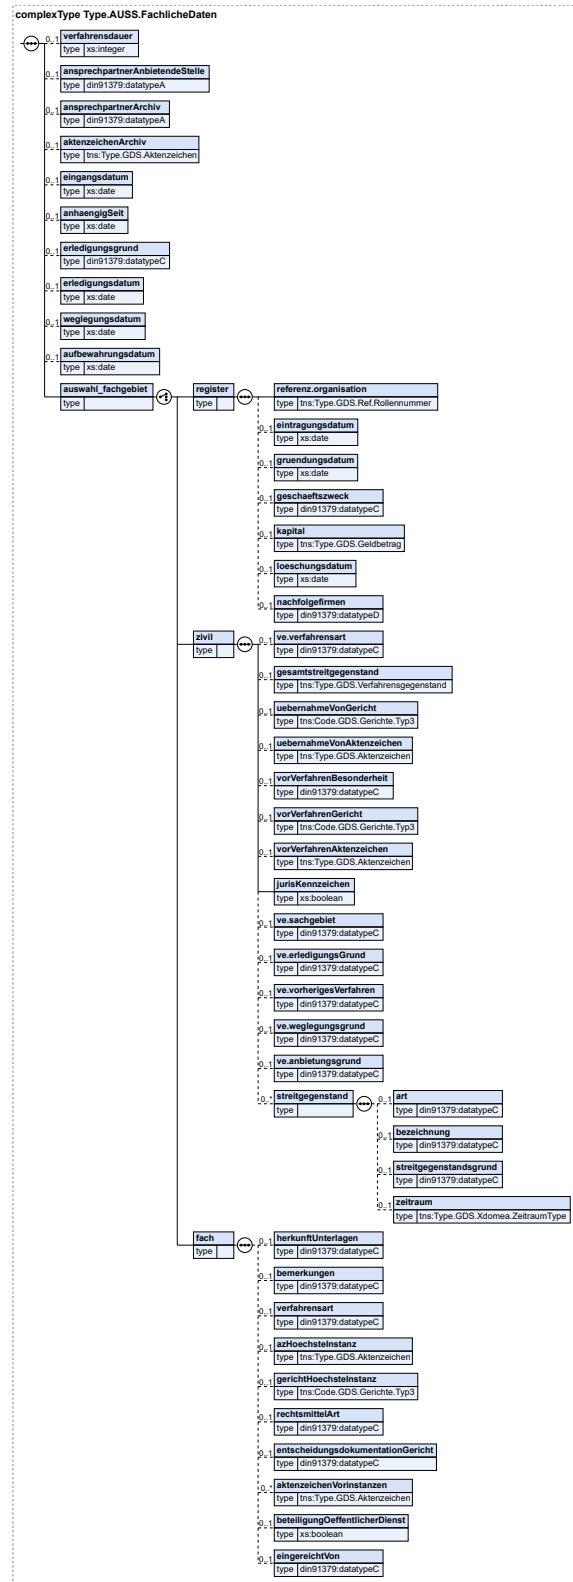 complexType Type.AUSS.FachlicheDaten
0..1 verfahrensdauer
type xs:integer
0..1 ansprechpartnerAnbietendeStelle
type din91379:datatypeA
0..1 ansprechpartnerArchiv
type din91379:datatypeA
0..1 aktenzeichenArchiv
type tns:Type.GDS.Aktenzeichen
0..1 eingangsdatum
type xs:date
0..1 anhaengigSeit
type xs:date
0..1 erledigungsgrund
type din91379:datatypeC
0..1 erledigungsdatum
type xs:date
0..1 weglegungsdatum
type xs:date
0..1 aufbewahrungsdatum
type xs:date
auswahl_fachgebiet
type
register
type
referenz.organisation
type tns:Type.GDS.Ref.Rollennummer
0..1 eintragungsdatum
type xs:date
0..1 gruendungsdatum
type xs:date
0..1 geschaeftszweck
type din91379:datatypeC
0..1 kapital
type tns:Type.GDS.Geldbetrag
0..1 loeschungsdatum
type xs:date
0..1 nachfolgefirmen
type din91379:datatypeD
zivil
type
0..1 ve.verfahrensart
type din91379:datatypeC
0..1 gesamtstreitgegenstand
type tns:Type.GDS.Verfahrensgegenstand
0..1 uebernahmeVonGericht
type tns:Code.GDS.Gerichte.Typ3
0..1 uebernahmeVonAktenzeichen
type tns:Type.GDS.Aktenzeichen
0..1 vorVerfahrenBesonderheit
type din91379:datatypeC
0..1 vorVerfahrenGericht
type tns:Code.GDS.Gerichte.Typ3
0..1 vorVerfahrenAktenzeichen
type tns:Type.GDS.Aktenzeichen
jurisKennzeichen
type xs:boolean
0..1 ve.sachgebiet
type din91379:datatypeC
0..1 ve.erledigungsGrund
type din91379:datatypeC
0..1 ve.vorherigesVerfahren
type din91379:datatypeC
0..1 ve.weglegungsgrund
type din91379:datatypeC
0..1 ve.anbietungsgrund
type din91379:datatypeC
0..* streitgegenstand
type
0..1 art
type din91379:datatypeC
0..1 bezeichnung
type din91379:datatypeC
0..1 streitgegenstandsgrund
type din91379:datatypeC
0..1 zeitraum
type tns:Type.GDS.Xdomea.ZeitraumType
fach
type
0..1 herkunftUnterlagen
type din91379:datatypeC
0..1 bemerkungen
type din91379:datatypeC
0..1 verfahrensart
type din91379:datatypeC
0..1 azHoechsteInstanz
type tns:Type.GDS.Aktenzeichen
0..1 gerichtHoechsteInstanz
type tns:Code.GDS.Gerichte.Typ3
0..1 rechtsmittelArt
type din91379:datatypeC
0..1 entscheidungsdokumentationGericht
type din91379:datatypeC
0..* aktenzeichenVorinstanzen
type tns:Type.GDS.Aktenzeichen
0..1 beteiligungOeffentlicherDienst
type xs:boolean
0..1 eingereichtVon
type din91379:datatypeC